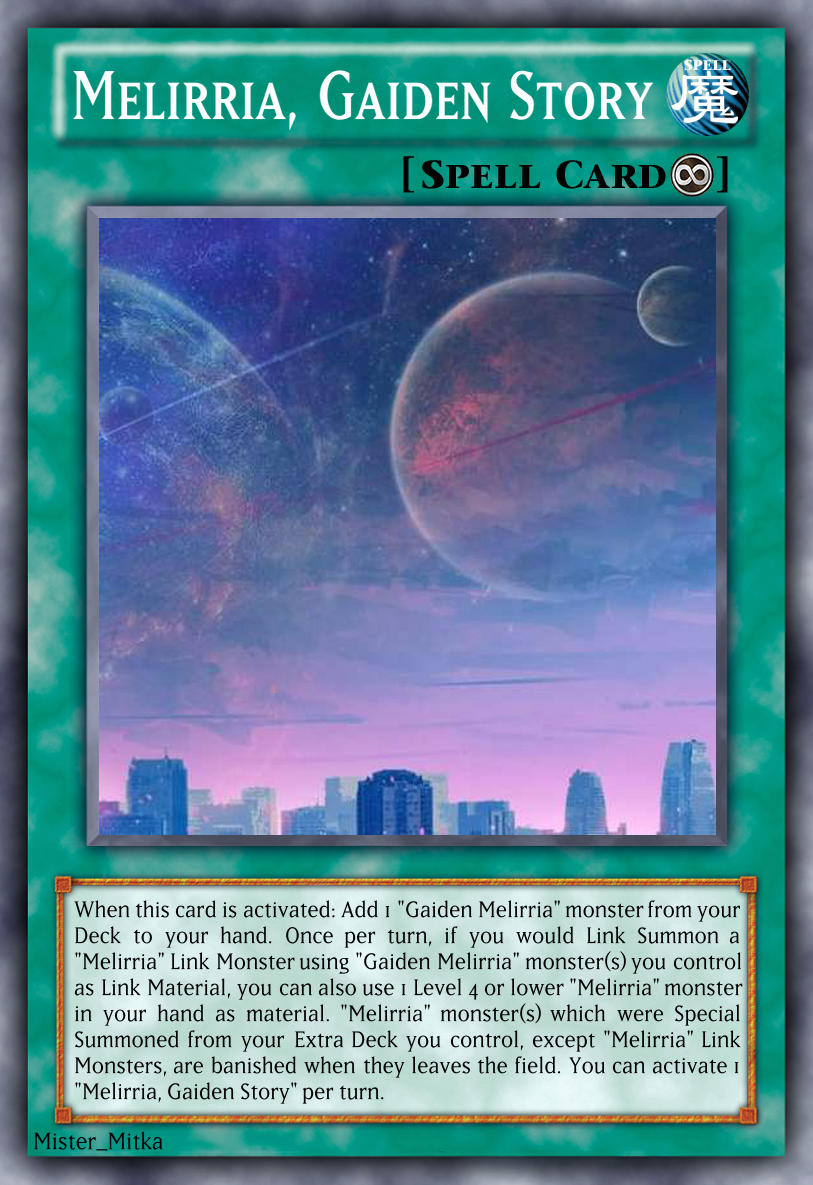 Melirria, Gaiden Story
SPELL
魔
[Spell Card]
When this card is activated: Add 1 "Gaiden Melirria" monster from your
Deck to your hand. Once per turn, if you would Link Summon a
"Melirria" Link Monster using "Gaiden Melirria" monster(s) you control
as Link Material, you can also use 1 Level 4 or lower "Melirria" monster
in your hand as material. "Melirria" monster(s) which were Special
Summoned from your Extra Deck you control, except "Melirria" Link
Monsters, are banished when they leaves the field. You can activate 1
"Melirria, Gaiden Story" per turn.
Mister_Mitka